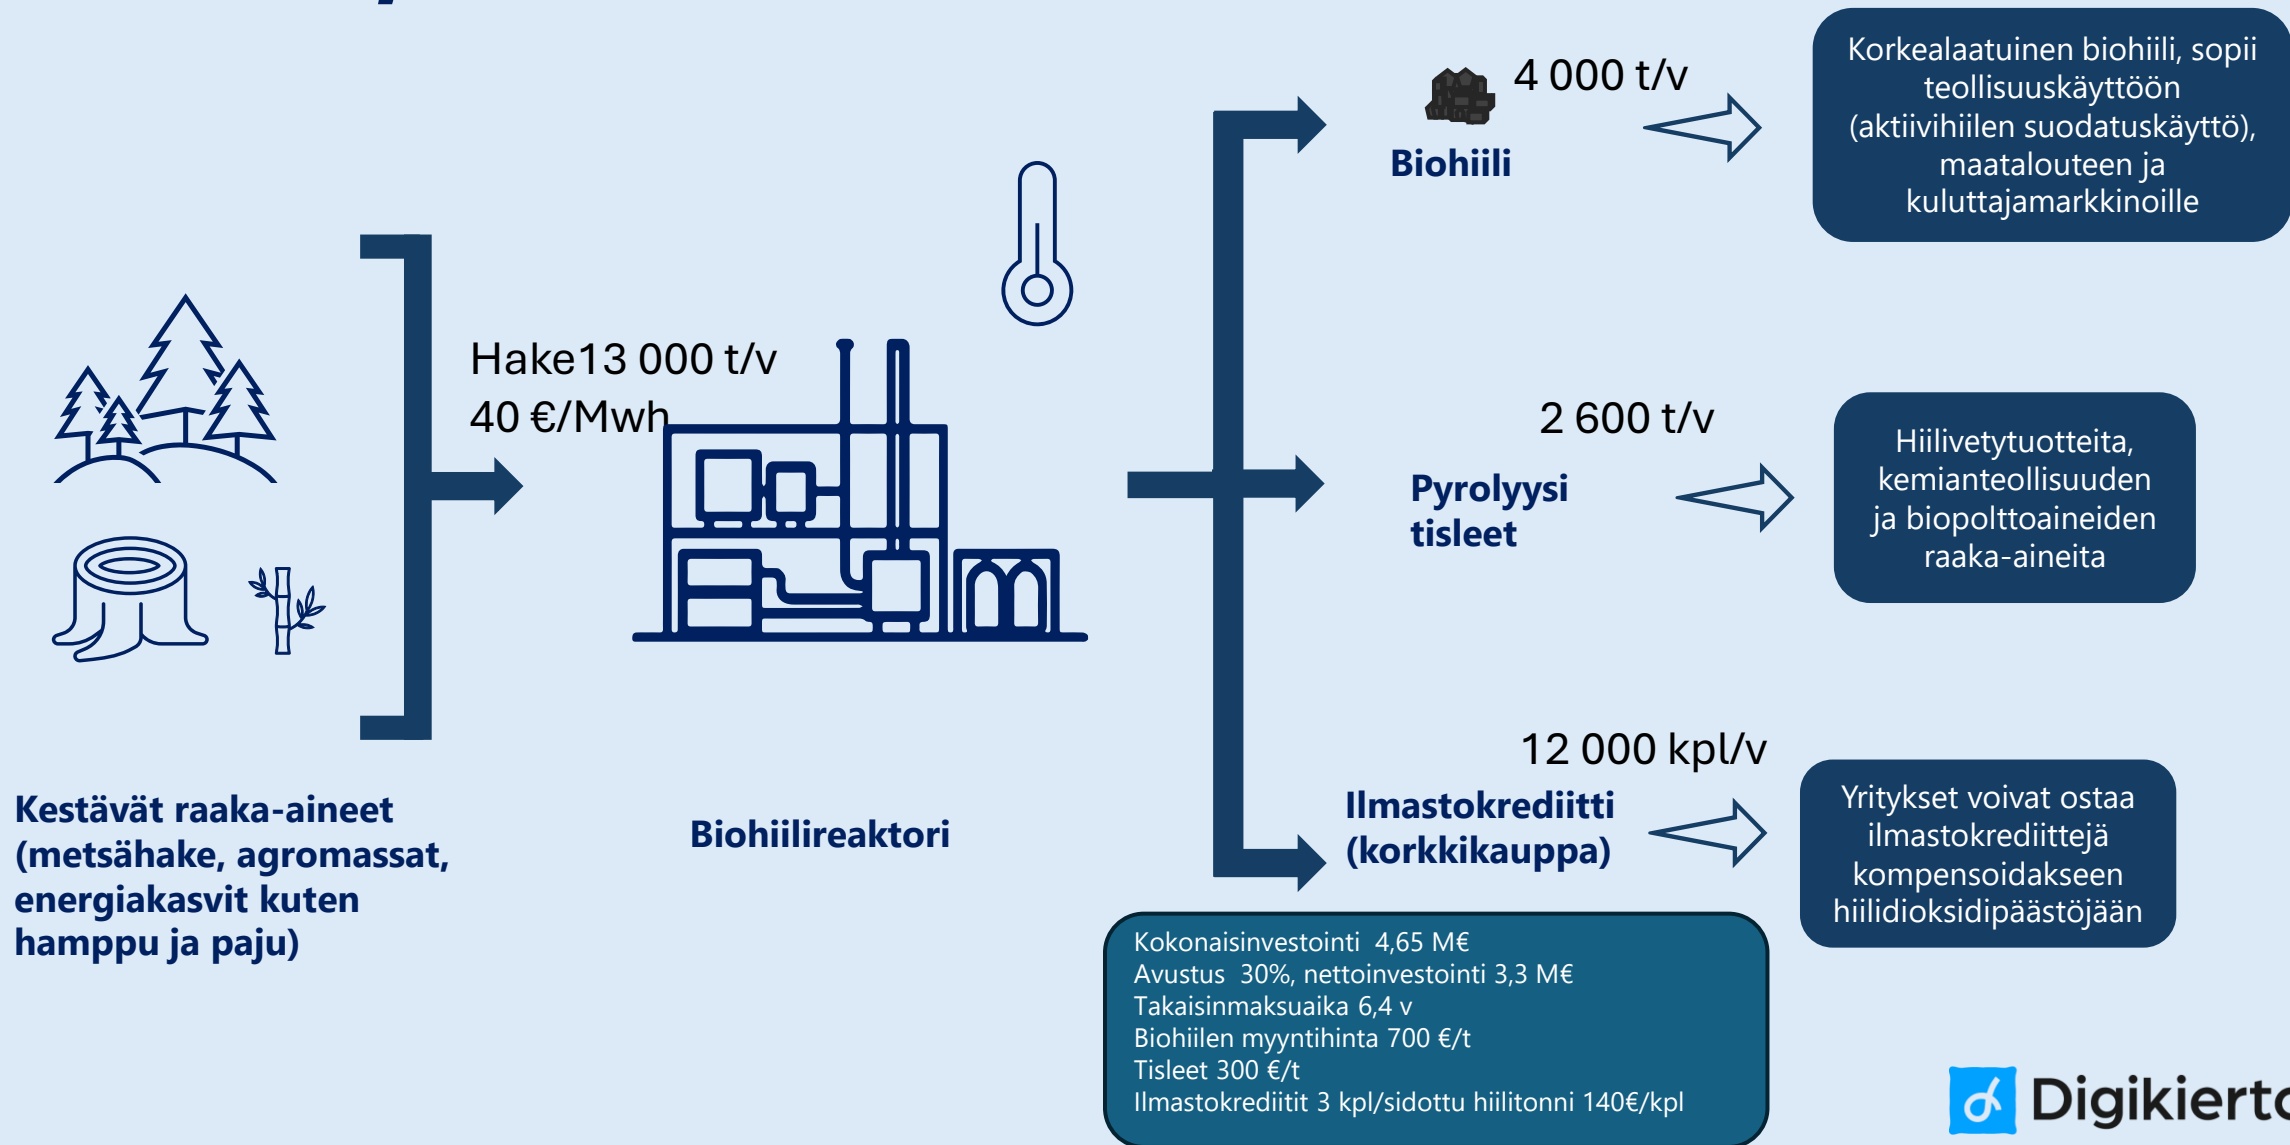 Hake13 000 t/v
40 €/Mwh
Kestävät raaka-aineet
(metsähake, agromassat,
energiakasvit kuten
hamppu ja paju)
Biohiilireaktori
4 000 t/v
Biohiili
Korkealaatuinen biohiili, sopii
teollisuuskäyttöön
(aktiivihiilen suodatuskäyttö),
maatalouteen ja
kuluttajamarkkinoille
2 600 t/v
Pyrolyysi
tisleet
Hiilivetytuotteita,
kemianteollisuuden
ja biopolttoaineiden
raaka-aineita
12 000 kpl/v
Ilmastokrediitti
(korkkikauppa)
Yritykset voivat ostaa
ilmastokrediittejä
kompensoidakseen
hiilidioksidipäästöjään
Kokonaisinvestointi 4,65 M€
Avustus 30%, nettoinvestointi 3,3 M€
Takaisinmaksuaika 6,4 v
Biohiilen myyntihinta 700 €/t
Tisleet 300 €/t
Ilmastokrediitit 3 kpl/sidottu hiilitonni 140€/kpl
Digikierto